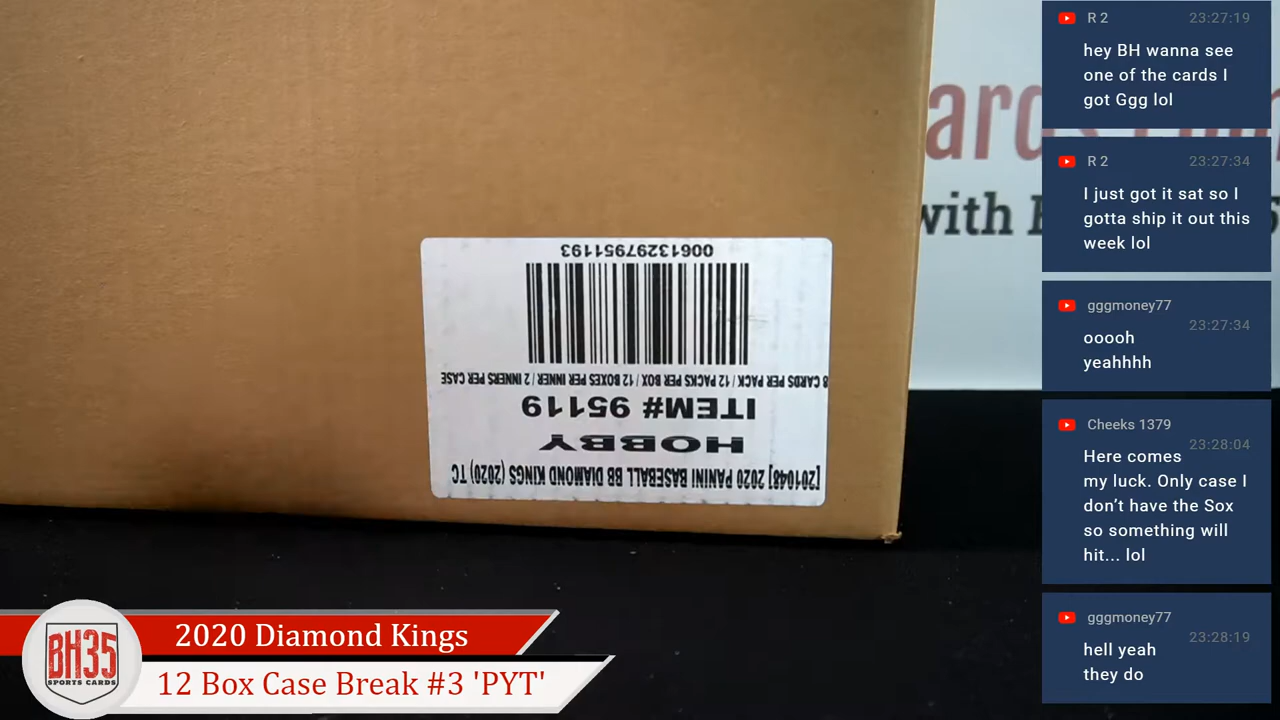 00613297951193
8 CARDS PER PACK / 12 PACKS PER BOX / 12 BOXES PER INNER / 2 INNERS PER CASE
ITEM# 95119
HOBBY
[201048] 2020 PANINI BASEBALL BB DIAMOND KINGS (2020) TC
with
BH35
SPORTS CARDS
2020 Diamond Kings
12 Box Case Break #3 'PYT'
R 2 23:27:19
hey BH wanna see
one of the cards I
got Ggg lol
R 2 23:27:34
I just got it sat so I
gotta ship it out this
week lol
gggmoney77
23:27:34
ooooh
yeahhhh
Cheeks 1379
23:28:04
Here comes
my luck. Only case I
don’t have the Sox
so something will
hit... lol
gggmoney77
23:28:19
hell yeah
they do